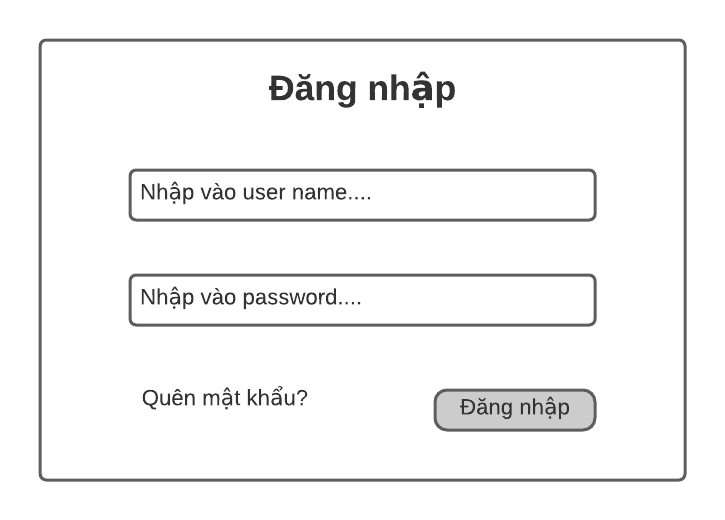 Đăng nhập
Nhập vào user name....
Nhập vào password....
Quên mật khẩu?
Đăng nhập